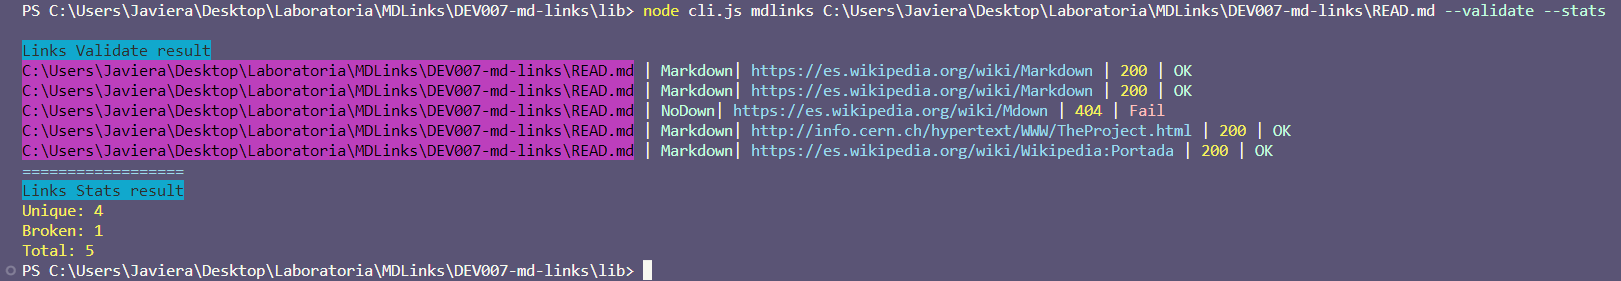 PS C:\Users\Javiera\Desktop\Laboratoria\MDLinks\DEV007-md-links\lib> node cli.js mdlinks C:\Users\Javiera\Desktop\Laboratoria\MDLinks\DEV007-md-links\READ.md --validate --stats
Links Validate result
C:\Users\Javiera\Desktop\Laboratoria\MDLinks\DEV007-md-links\READ.md | Markdown| https://es.wikipedia.org/wiki/Markdown | 200 | OK
C:\Users\Javiera\Desktop\Laboratoria\MDLinks\DEV007-md-links\READ.md | Markdown| https://es.wikipedia.org/wiki/Markdown | 200 | OK
C:\Users\Javiera\Desktop\Laboratoria\MDLinks\DEV007-md-links\READ.md | NoDown| https://es.wikipedia.org/wiki/Mdown | 404 | Fail
C:\Users\Javiera\Desktop\Laboratoria\MDLinks\DEV007-md-links\READ.md | Markdown| http://info.cern.ch/hypertext/WWW/TheProject.html | 200 | OK
C:\Users\Javiera\Desktop\Laboratoria\MDLinks\DEV007-md-links\READ.md | Markdown| https://es.wikipedia.org/wiki/Wikipedia:Portada | 200 | OK
==================
Links Stats result
Unique: 4
Broken: 1
Total: 5
PS C:\Users\Javiera\Desktop\Laboratoria\MDLinks\DEV007-md-links\lib>